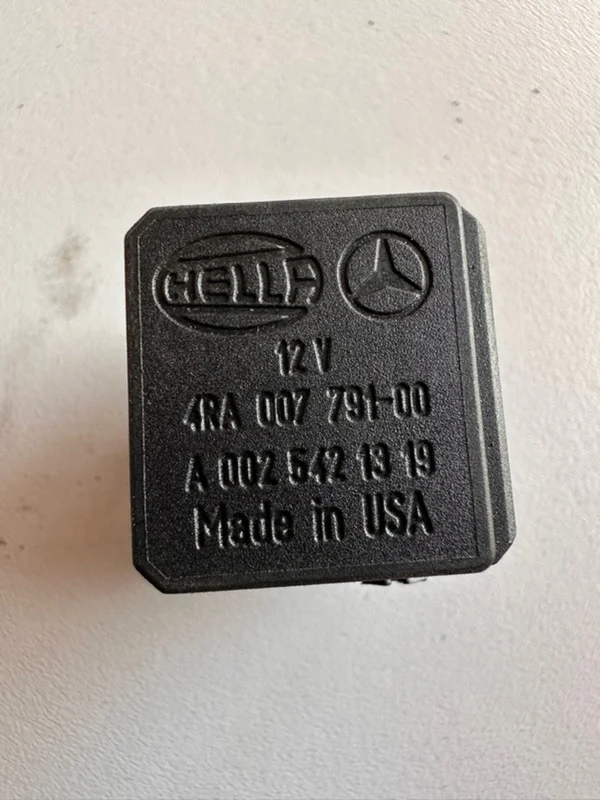 HELLA
12 V
4RA 007 791-00
A 002 542 13 19
Made in USA